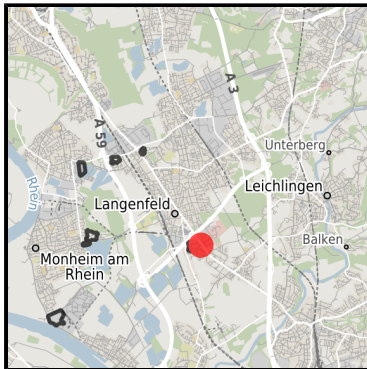 A 3
A 59
Unterberg
Leichlingen
Rhein
Langenfeld
Balken
Monheim am
Rhein